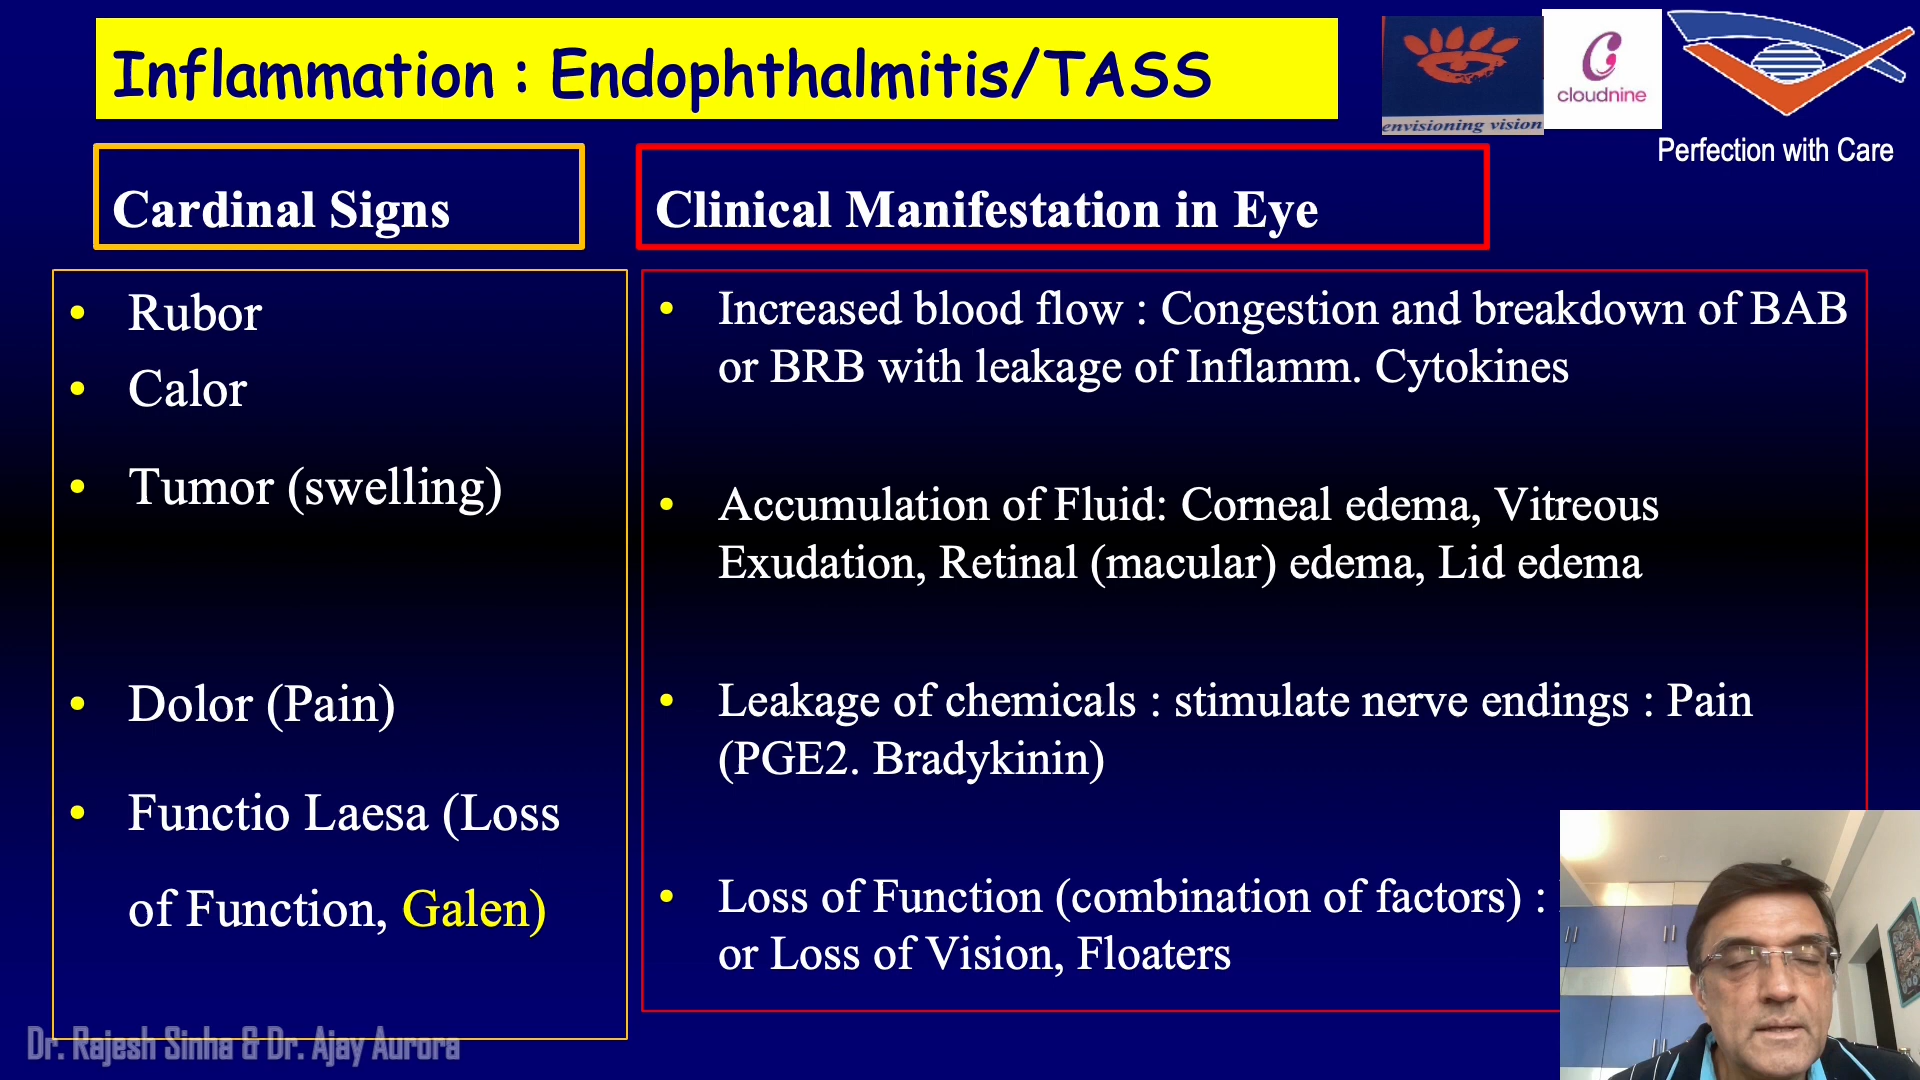 Inflammation : Endophthalmitis/TASS
envisioning vision
cloudnine
Perfection with Care
Cardinal Signs
Clinical Manifestation in Eye
• Rubor
• Calor
• Tumor (swelling)
• Dolor (Pain)
• Functio Laesa (Loss
of Function, Galen)
• Increased blood flow : Congestion and breakdown of BAB
or BRB with leakage of Inflamm. Cytokines
• Accumulation of Fluid: Corneal edema, Vitreous
Exudation, Retinal (macular) edema, Lid edema
• Leakage of chemicals : stimulate nerve endings : Pain
(PGE2. Bradykinin)
• Loss of Function (combination of factors) :
or Loss of Vision, Floaters
Dr. Rajesh Sinha & Dr. Ajay Aurora